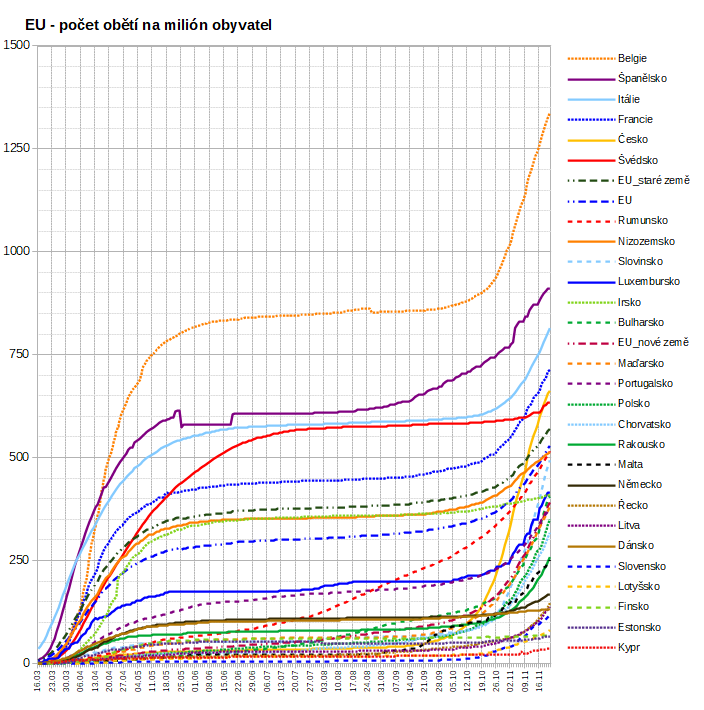 EU - počet obětí na milión obyvatel
1500
1250
1000
750
500
250
0
16.03
23.03
30.03
06.04
13.04
20.04
27.04
04.05
11.05
18.05
25.05
01.06
08.06
15.06
22.06
29.06
06.07
13.07
20.07
27.07
03.08
10.08
17.08
24.08
31.08
07.09
14.09
21.09
28.09
05.10
12.10
19.10
26.10
02.11
09.11
16.11
Belgie
Španělsko
Itálie
Francie
Česko
Švédsko
EU_staré země
EU
Rumunsko
Nizozemsko
Slovinsko
Luxembursko
Irsko
Bulharsko
EU_nové země
Maďarsko
Portugalsko
Polsko
Chorvatsko
Rakousko
Malta
Německo
Řecko
Litva
Dánsko
Slovensko
Lotyšsko
Finsko
Estonsko
Kypr